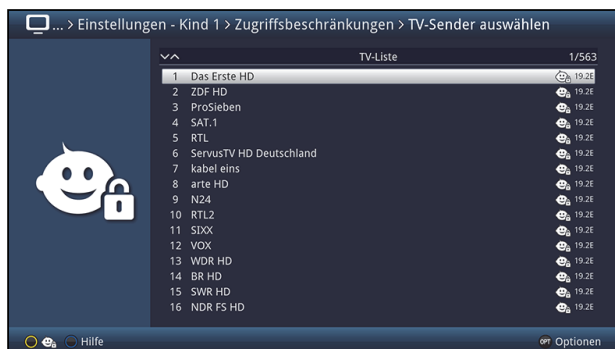 ... > Einstellungen - Kind 1 > Zugriffsbeschränkungen > TV-Sender auswählen
TV-Liste 1/563
1 Das Erste HD 19.2E
2 ZDF HD 19.2E
3 ProSieben 19.2E
4 SAT.1 19.2E
5 RTL 19.2E
6 ServusTV HD Deutschland 19.2E
7 kabel eins 19.2E
8 arte HD 19.2E
9 N24 19.2E
10 RTL2 19.2E
11 SIXX 19.2E
12 VOX 19.2E
13 WDR HD 19.2E
14 BR HD 19.2E
15 SWR HD 19.2E
16 NDR FS HD 19.2E
Hilfe OPT Optionen